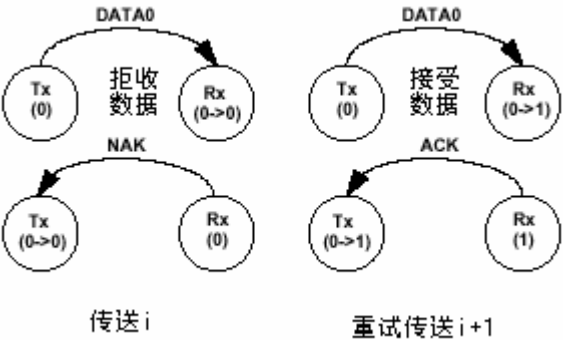 DATA0
Tx
(0)
拒收
数据
Rx
(0->0)
NAK
Tx
(0->0)
Rx
(0)
传送i
DATA0
Tx
(0)
接受
数据
Rx
(0->1)
ACK
Tx
(0->1)
Rx
(1)
重试传送i+1